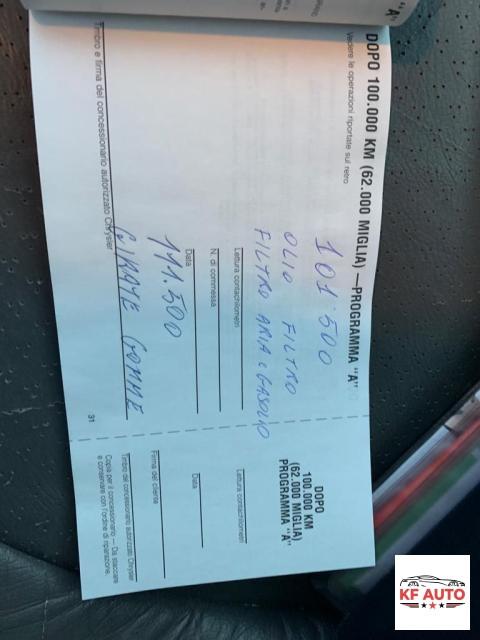 "A"
DOPO 100.000 KM (62.000 MIGLIA) — PROGRAMMA "A"
Vedere le operazioni riportate sul retro
101.500
OLIO FILTRO
FILTRO ARIA e GASOLIO
Lettura contachilometri
N. di commessa
Data
111.500
GIRATE GOMME
Timbro e firma del concessionario autorizzato Chrysler
31
DOPO
100.000 KM
(62.000 MIGLIA)
PROGRAMMA "A"
Lettura contachilometri
Data
Firma del cliente
Timbro del concessionario autorizzato Chrysler
Copia per il concessionario — Da staccare
e conservare con l'ordine di riparazione.
KF AUTO